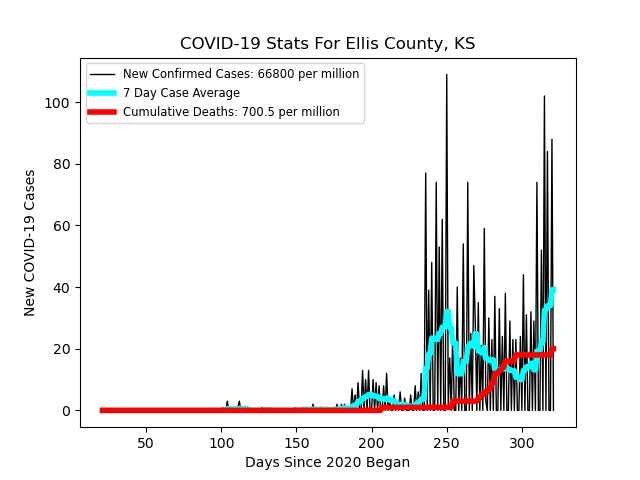 COVID-19 Stats For Ellis County, KS
New Confirmed Cases: 66800 per million
7 Day Case Average
Cumulative Deaths: 700.5 per million
New COVID-19 Cases
100
80
60
40
20
0
50
100
150
200
250
300
Days Since 2020 Began